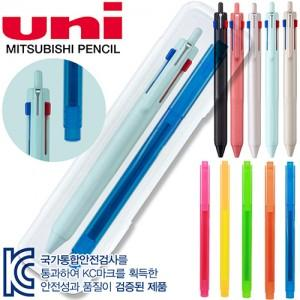 uni
MITSUBISHI PENCIL
KC
국가통합안전검사를
통과하여 KC마크를 획득한
안전성과 품질이 검증된 제품